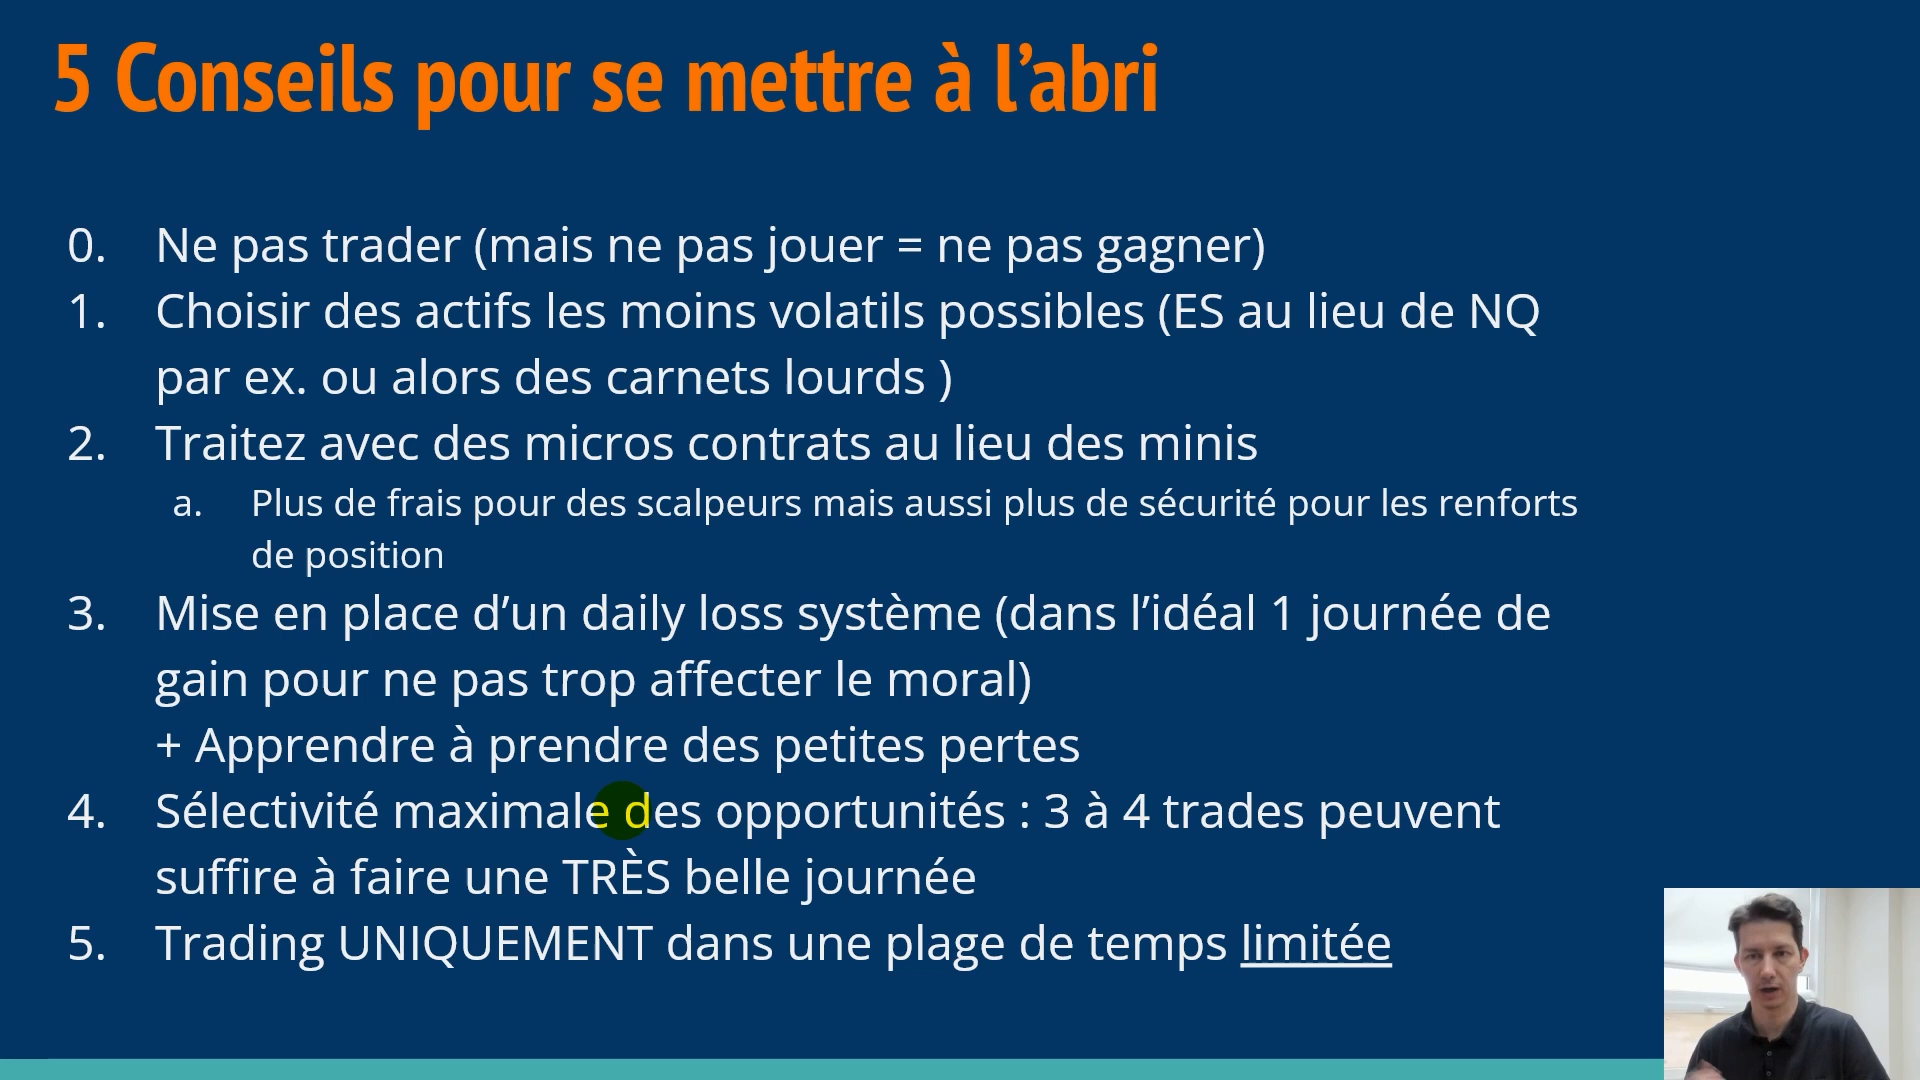 5 Conseils pour se mettre à l’abri
0. Ne pas trader (mais ne pas jouer = ne pas gagner)
1. Choisir des actifs les moins volatils possibles (ES au lieu de NQ
par ex. ou alors des carnets lourds )
2. Traitez avec des micros contrats au lieu des minis
a. Plus de frais pour des scalpeurs mais aussi plus de sécurité pour les renforts
de position
3. Mise en place d’un daily loss système (dans l’idéal 1 journée de
gain pour ne pas trop affecter le moral)
+ Apprendre à prendre des petites pertes
4. Sélectivité maximale des opportunités : 3 à 4 trades peuvent
suffire à faire une TRÈS belle journée
5. Trading UNIQUEMENT dans une plage de temps limitée